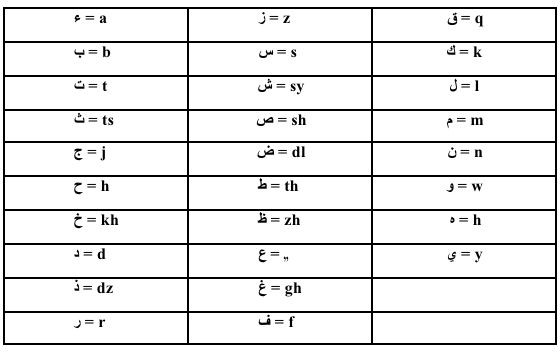 ء = a	ز = z	ق = q
ب = b	س = s	ك = k
ت = t	ش = sy	ل = l
ث = ts	ص = sh	م = m
ج = j	ض = dl	ن = n
ح = h	ط = th	و = w
خ = kh	ظ = zh	ه = h
د = d	ع = „	ي = y
ذ = dz	غ = gh
ر = r	ف = f